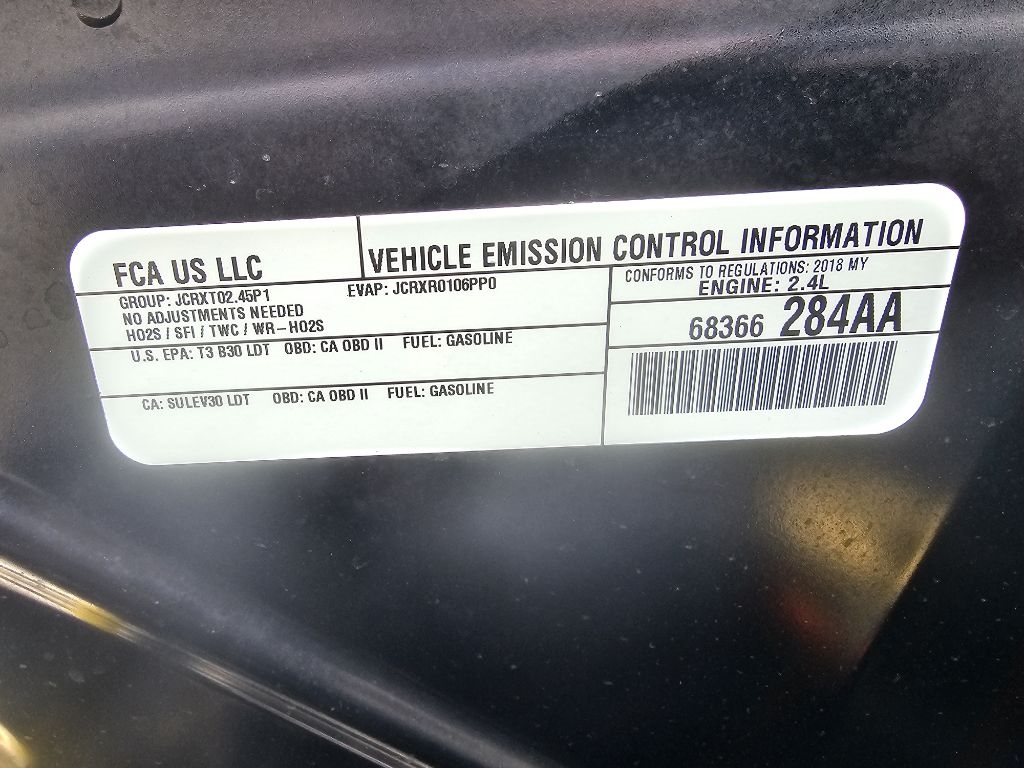 FCA US LLC
VEHICLE EMISSION CONTROL INFORMATION
GROUP: JCRXT02.45P1 EVAP: JCRXR0106PP0
NO ADJUSTMENTS NEEDED
HO2S / SFI / TWC / WR-HO2S
U.S. EPA: T3 B30 LDT OBD: CA OBD II FUEL: GASOLINE
CA: SULEV30 LDT OBD: CA OBD II FUEL: GASOLINE
CONFORMS TO REGULATIONS: 2018 MY
ENGINE: 2.4L
68366 284AA